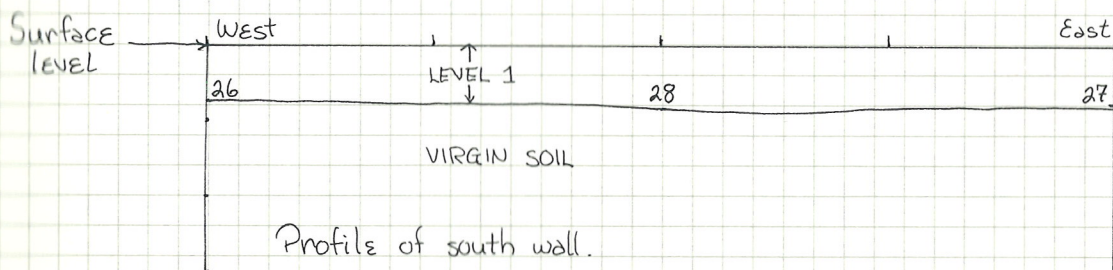 Surface
LEVEL
West
East
LEVEL 1
26
28
27
VIRGIN SOIL
Profile of south wall.